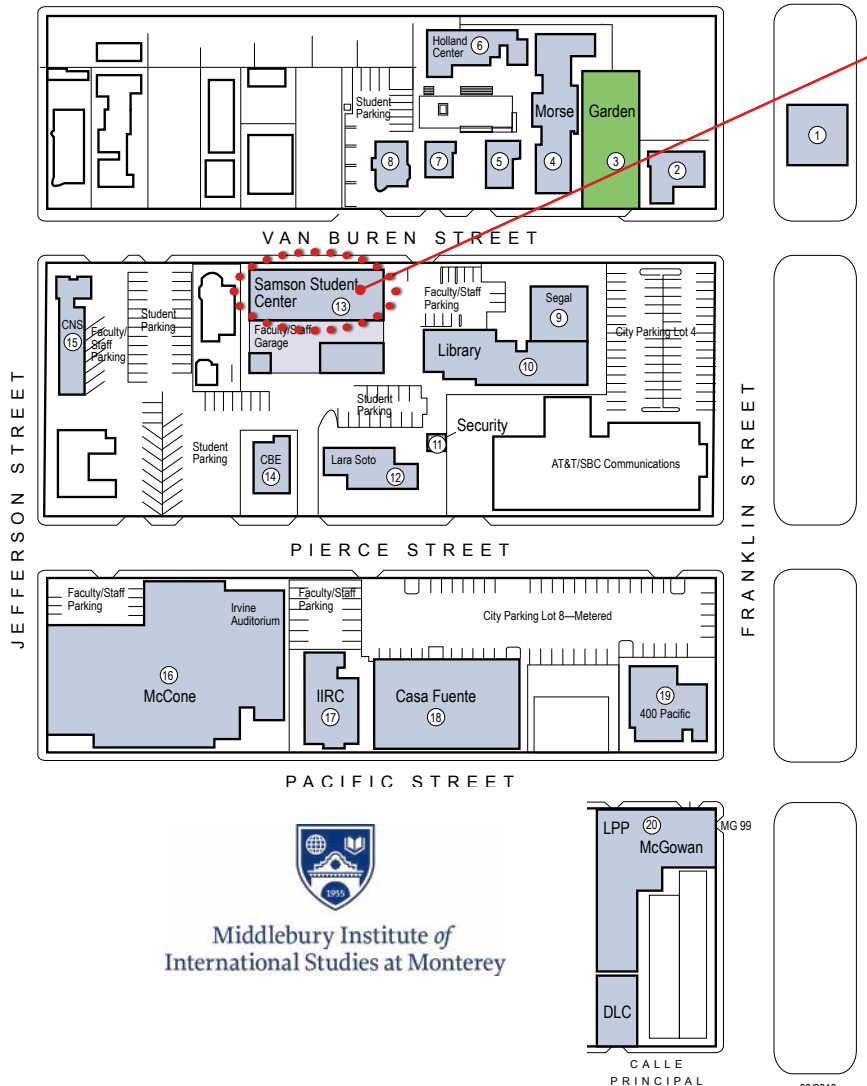 Holland
Center
6
Student
Parking
Morse
Garden
1
8
7
5
4
3
2
VAN BUREN STREET
Samson Student
Center
13
Faculty/Staff
Garage
CNS
15
Faculty/
Staff
Parking
Student
Parking
Faculty/Staff
Parking
Segal
9
Library
10
City Parking Lot 4
Student
Parking
Student
Parking
CBE
14
Lara Soto
12
11
Security
AT&T/SBC Communications
JEFFERSON STREET
FRANKLIN STREET
PIERCE STREET
Faculty/Staff
Parking
Irvine
Auditorium
16
McCone
Faculty/Staff
Parking
IIRC
17
City Parking Lot 8—Metered
Casa Fuente
18
19
400 Pacific
PACIFIC STREET
LPP
20
McGowan
MG 99
DLC
CALLE
PRINCIPAL
1955
Middlebury Institute of
International Studies at Monterey